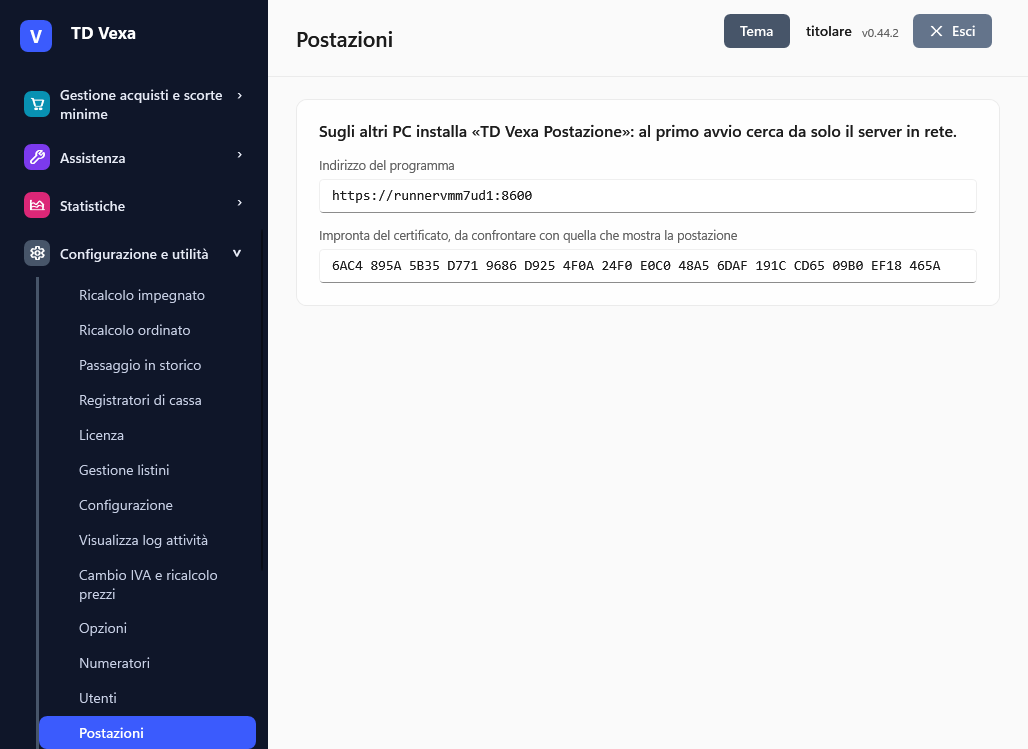 V
TD Vexa
Gestione acquisti e scorte
minime
Assistenza
Statistiche
Configurazione e utilità
Ricalcolo impegnato
Ricalcolo ordinato
Passaggio in storico
Registratori di cassa
Licenza
Gestione listini
Configurazione
Visualizza log attività
Cambio IVA e ricalcolo
prezzi
Opzioni
Numeratori
Utenti
Postazioni
Postazioni
Tema
titolare
v0.44.2
Esci
Sugli altri PC installa «TD Vexa Postazione»: al primo avvio cerca da solo il server in rete.
Indirizzo del programma
https://runnervmm7ud1:8600
Impronta del certificato, da confrontare con quella che mostra la postazione
6AC4 895A 5B35 D771 9686 D925 4F0A 24F0 E0C0 48A5 6DAF 191C CD65 09B0 EF18 465A